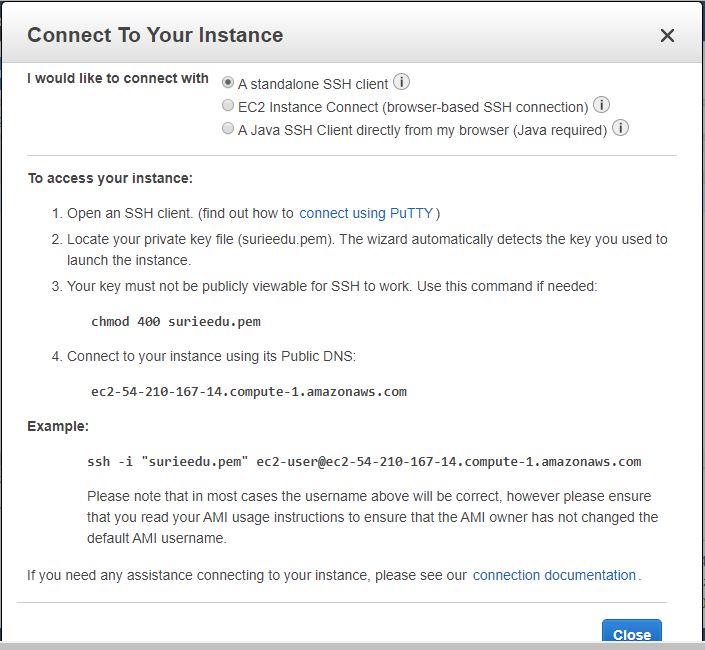 Connect To Your Instance
I would like to connect with
A standalone SSH client
EC2 Instance Connect (browser-based SSH connection)
A Java SSH Client directly from my browser (Java required)
To access your instance:
1. Open an SSH client. (find out how to connect using PuTTY)
2. Locate your private key file (surieedu.pem). The wizard automatically detects the key you used to
launch the instance.
3. Your key must not be publicly viewable for SSH to work. Use this command if needed:
chmod 400 surieedu.pem
4. Connect to your instance using its Public DNS:
ec2-54-210-167-14.compute-1.amazonaws.com
Example:
ssh -i "surieedu.pem" ec2-user@ec2-54-210-167-14.compute-1.amazonaws.com
Please note that in most cases the username above will be correct, however please ensure
that you read your AMI usage instructions to ensure that the AMI owner has not changed the
default AMI username.
If you need any assistance connecting to your instance, please see our connection documentation.
Close